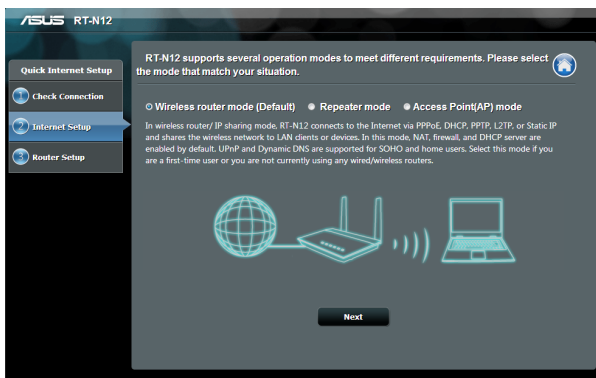 ASUS RT-N12
Quick Internet Setup
1 Check Connection
2 Internet Setup
3 Router Setup
RT-N12 supports several operation modes to meet different requirements. Please select
the mode that match your situation.
Wireless router mode (Default) Repeater mode Access Point(AP) mode
In wireless router/ IP sharing mode, RT-N12 connects to the Internet via PPPoE, DHCP, PPTP, L2TP, or Static IP
and shares the wireless network to LAN clients or devices. In this mode, NAT, firewall, and DHCP server are
enabled by default. UPnP and Dynamic DNS are supported for SOHO and home users. Select this mode if you
are a first-time user or you are not currently using any wired/wireless routers.
Next